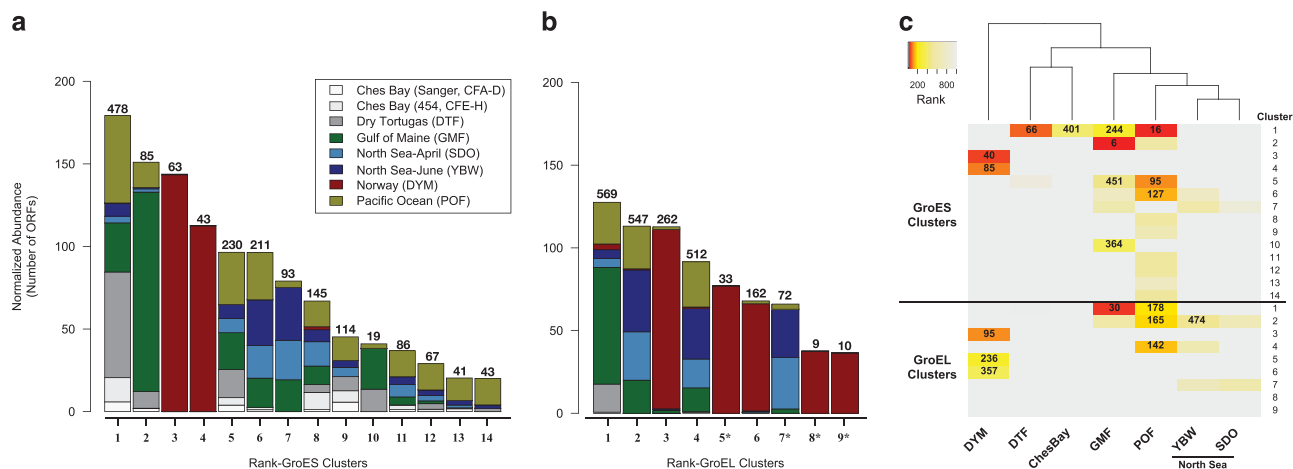 a
Normalized Abundance
(Number of ORFs)
200
150
100
50
0
478
85
63
43
230
211
93
145
114
19
86
67
41
43
Ches Bay (Sanger, CFA-D)
Ches Bay (454, CFE-H)
Dry Tortugas (DTF)
Gulf of Maine (GMF)
North Sea-April (SDO)
North Sea-June (YBW)
Norway (DYM)
Pacific Ocean (POF)
1 2 3 4 5 6 7 8 9 10 11 12 13 14
Rank-GroES Clusters
b
200
150
100
50
0
569
547
262
512
33
162
72
9
10
1 2 3 4 5* 6 7* 8* 9*
Rank-GroEL Clusters
c
200 800
Rank
Cluster
66 401 244 16 1
6 2
40 3
85 4
451 95 5
127 6
7
8
9
364 10
11
12
13
14
GroES
Clusters
30 178 1
165 474 2
95 3
142 4
236 5
357 6
7
8
9
GroEL
Clusters
DYM DTF ChesBay GMF POF YBW SDO
North Sea